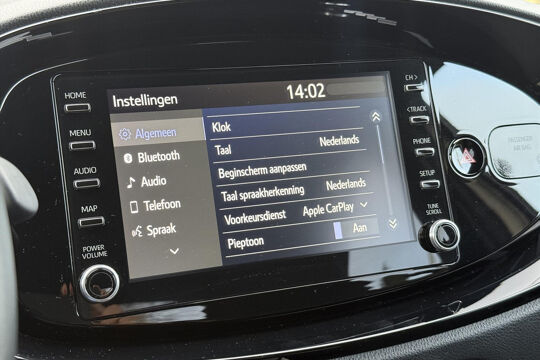 HOME
MENU
AUDIO
MAP
POWER
VOLUME
Instellingen
14:02
Algemeen
Bluetooth
Audio
Telefoon
Spraak
Klok
Taal Nederlands
Beginscherm aanpassen
Taal spraakherkenning Nederlands
Voorkeursdienst Apple CarPlay
Pieptoon Aan
CH >
< TRACK
PHONE
SETUP
TUNE
SCROLL
PASSENGER
AIR BAG